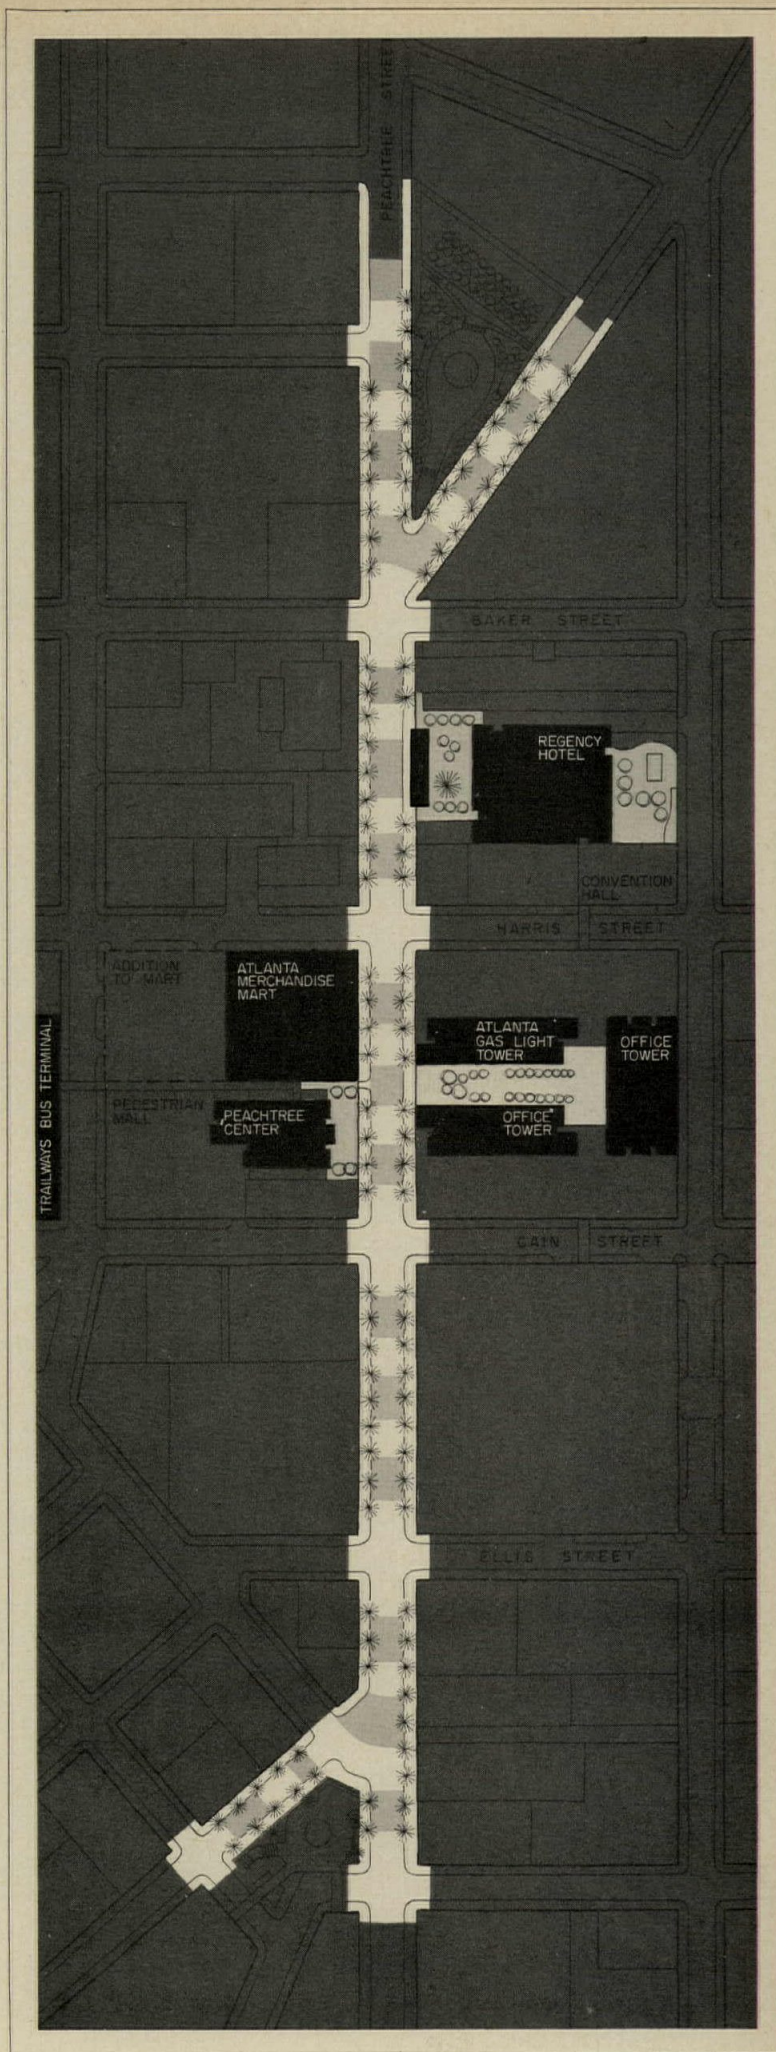 PEACHTREE STREET
BAKER STREET
REGENCY
HOTEL
CONVENTION
HALL
HARRIS STREET
ADDITION
TO MART
ATLANTA
MERCHANDISE
MART
ATLANTA
GAS LIGHT
TOWER
OFFICE
TOWER
TRAILWAYS BUS TERMINAL
PEDESTRIAN
MALL
PEACHTREE
CENTER
OFFICE
TOWER
CAIN STREET
ELLIS STREET